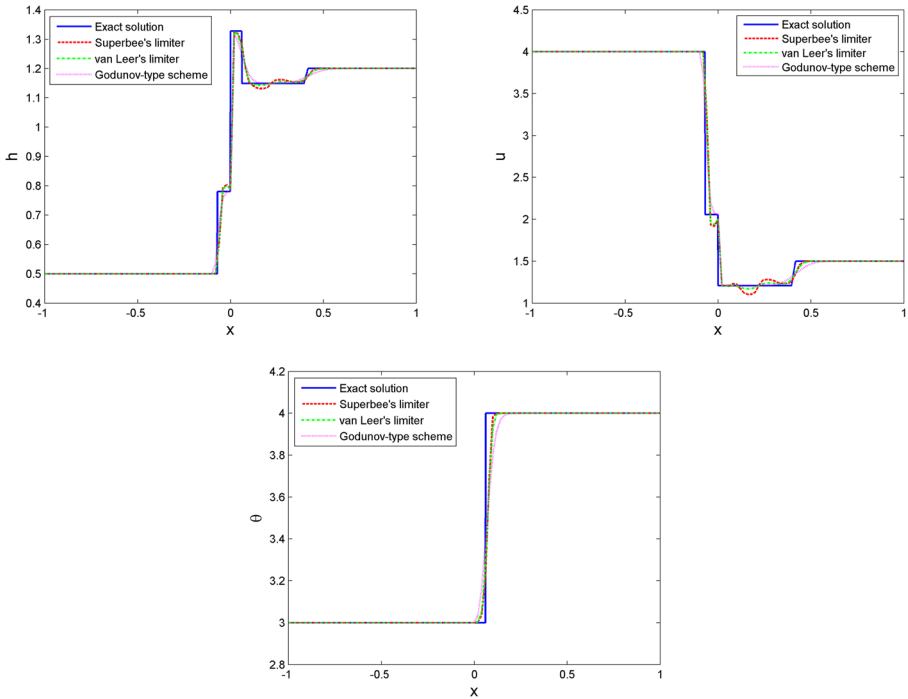 1.4
1.3
1.2
1.1
1
0.9
0.8
0.7
0.6
0.5
0.4
h
Exact solution
Superbee's limiter
van Leer's limiter
Godunov-type scheme
-1 -0.5 0 0.5 1
x
4.5
4
3.5
3
2.5
2
1.5
1
u
Exact solution
Superbee's limiter
van Leer's limiter
Godunov-type scheme
-1 -0.5 0 0.5 1
x
4.2
4
3.8
3.6
3.4
3.2
3
2.8
θ
Exact solution
Superbee's limiter
van Leer's limiter
Godunov-type scheme
-1 -0.5 0 0.5 1
x